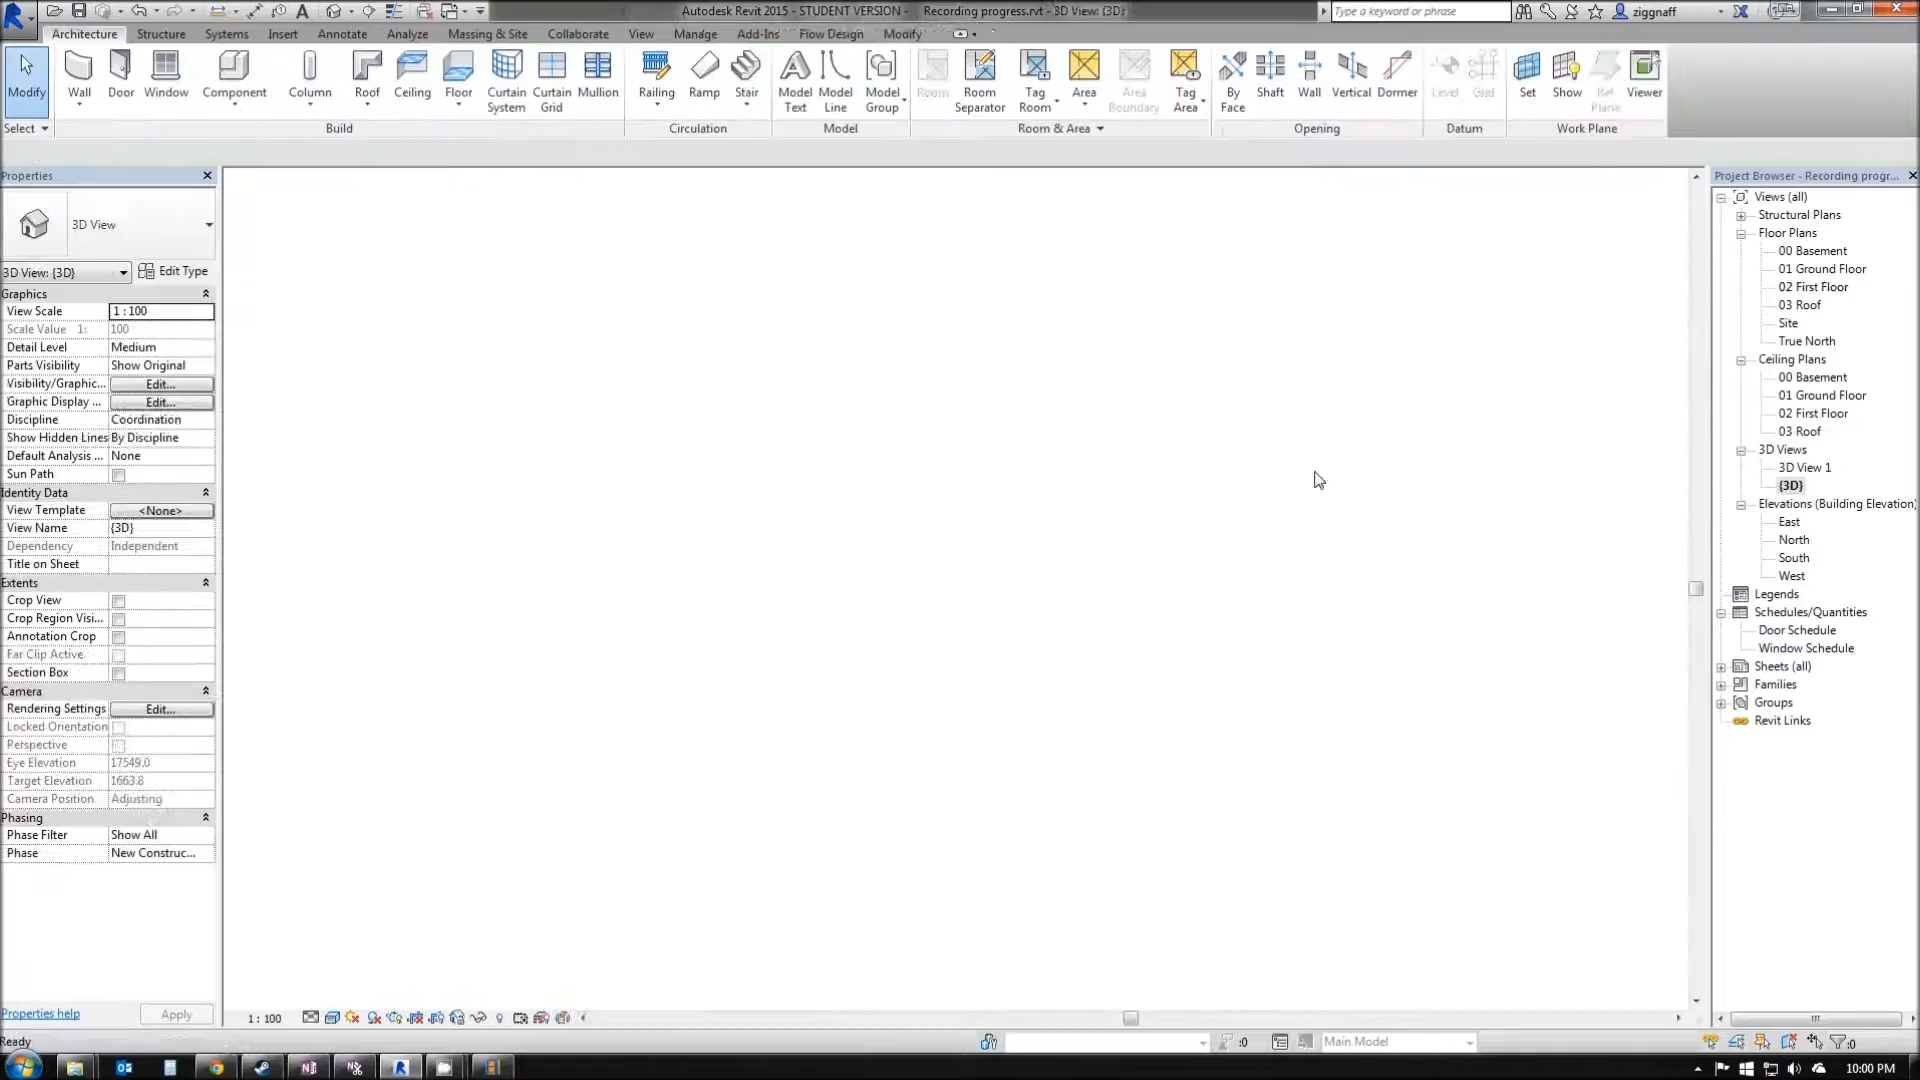 Autodesk Revit 2015 - STUDENT VERSION - Recording progress.rvt - 3D View: {3D}
Type a keyword or phrase
ziggnaff
Architecture Structure Systems Insert Annotate Analyze Massing & Site Collaborate View Manage Add-Ins Flow Design Modify
Modify Wall Door Window Component Column Roof Ceiling Floor Curtain System Curtain Grid Mullion Railing Ramp Stair Model Text Model Line Model Group Room Room Separator Tag Room Area Area Boundary Tag Area By Face Shaft Wall Vertical Dormer Level Grid Set Show Ref Plane Viewer
Select Build Circulation Model Room & Area Opening Datum Work Plane
Properties
3D View
3D View: {3D} Edit Type
Graphics
View Scale 1 : 100
Scale Value 1: 100
Detail Level Medium
Parts Visibility Show Original
Visibility/Graphic... Edit...
Graphic Display ... Edit...
Discipline Coordination
Show Hidden Lines By Discipline
Default Analysis ... None
Sun Path
Identity Data
View Template <None>
View Name {3D}
Dependency Independent
Title on Sheet
Extents
Crop View
Crop Region Visi...
Annotation Crop
Far Clip Active
Section Box
Camera
Rendering Settings Edit...
Locked Orientation
Perspective
Eye Elevation 17549.0
Target Elevation 1663.8
Camera Position Adjusting
Phasing
Phase Filter Show All
Phase New Construc...
Properties help Apply
1 : 100
Project Browser - Recording progr...
Views (all)
Structural Plans
Floor Plans
00 Basement
01 Ground Floor
02 First Floor
03 Roof
Site
True North
Ceiling Plans
00 Basement
01 Ground Floor
02 First Floor
03 Roof
3D Views
3D View 1
{3D}
Elevations (Building Elevation)
East
North
South
West
Legends
Schedules/Quantities
Door Schedule
Window Schedule
Sheets (all)
Families
Groups
Revit Links
Ready :0 Main Model :0
10:00 PM